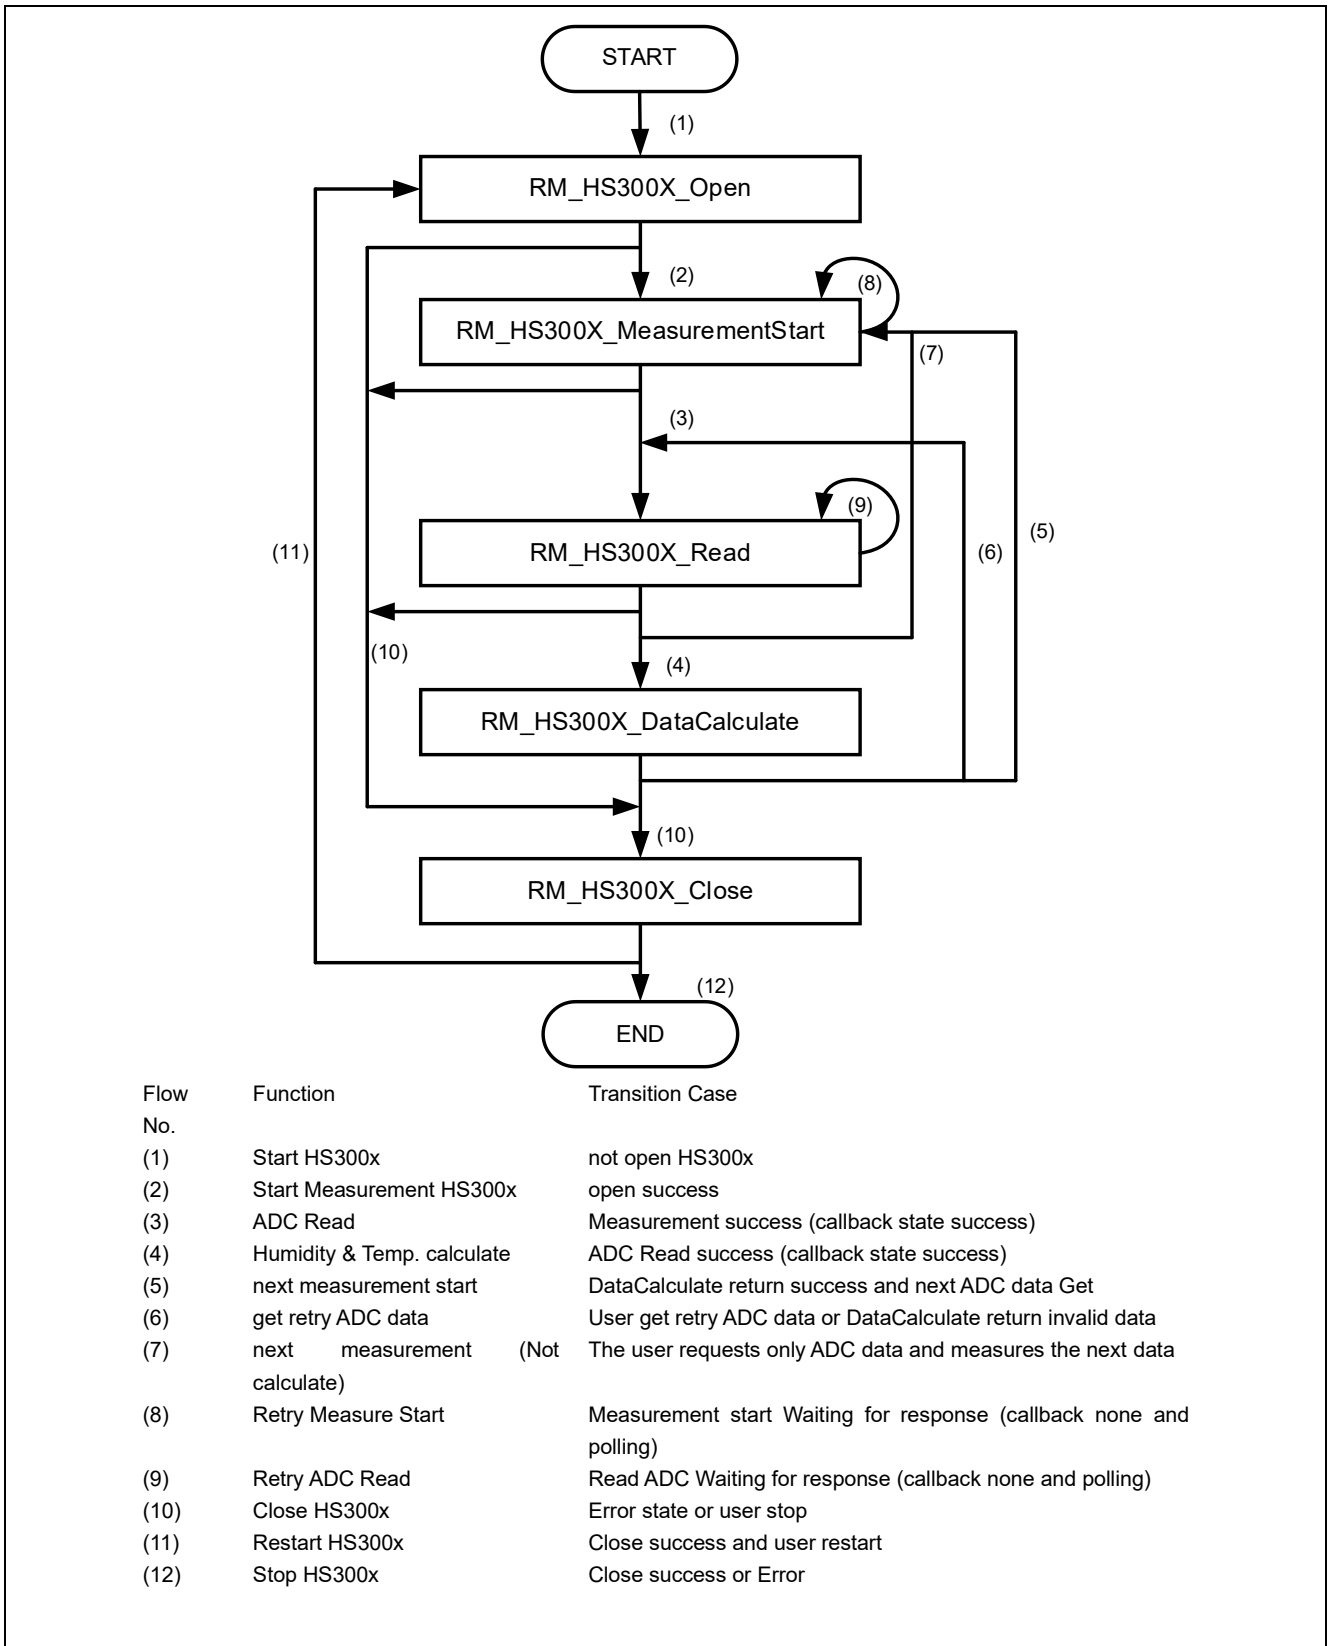 START
(1)
RM_HS300X_Open
(2)
(8)
RM_HS300X_MeasurementStart
(7)
(3)
(9)
(5)
(11)
RM_HS300X_Read
(6)
(10)
(4)
RM_HS300X_DataCalculate
(10)
RM_HS300X_Close
(12)
END
Flow Function Transition Case
No.
(1) Start HS300x not open HS300x
(2) Start Measurement HS300x open success
(3) ADC Read Measurement success (callback state success)
(4) Humidity & Temp. calculate ADC Read success (callback state success)
(5) next measurement start DataCalculate return success and next ADC data Get
(6) get retry ADC data User get retry ADC data or DataCalculate return invalid data
(7) next measurement (Not The user requests only ADC data and measures the next data
calculate)
(8) Retry Measure Start Measurement start Waiting for response (callback none and
polling)
(9) Retry ADC Read Read ADC Waiting for response (callback none and polling)
(10) Close HS300x Error state or user stop
(11) Restart HS300x Close success and user restart
(12) Stop HS300x Close success or Error